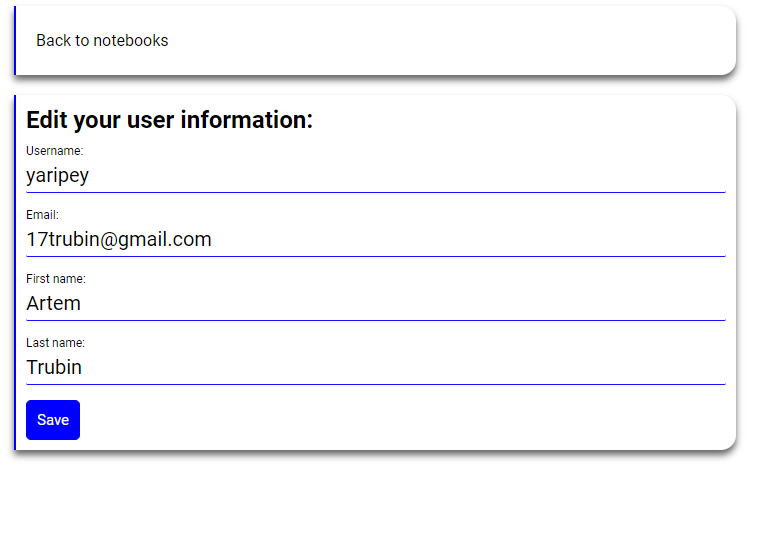 Back to notebooks
Edit your user information:
Username:
yaripey
Email:
17trubin@gmail.com
First name:
Artem
Last name:
Trubin
Save